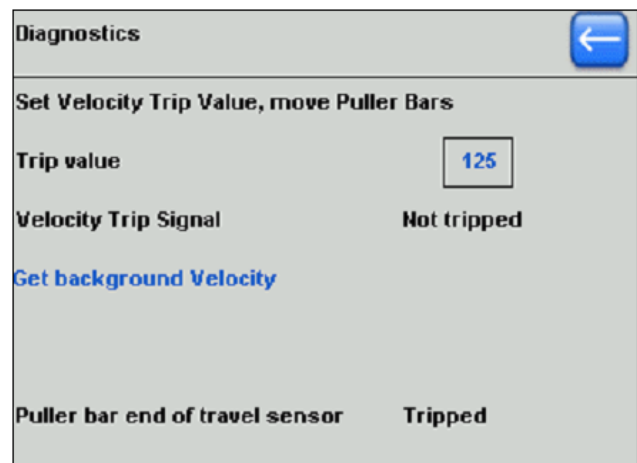 Diagnostics
Set Velocity Trip Value, move Puller Bars
Trip value 125
Velocity Trip Signal Not tripped
Get background Velocity
Puller bar end of travel sensor Tripped